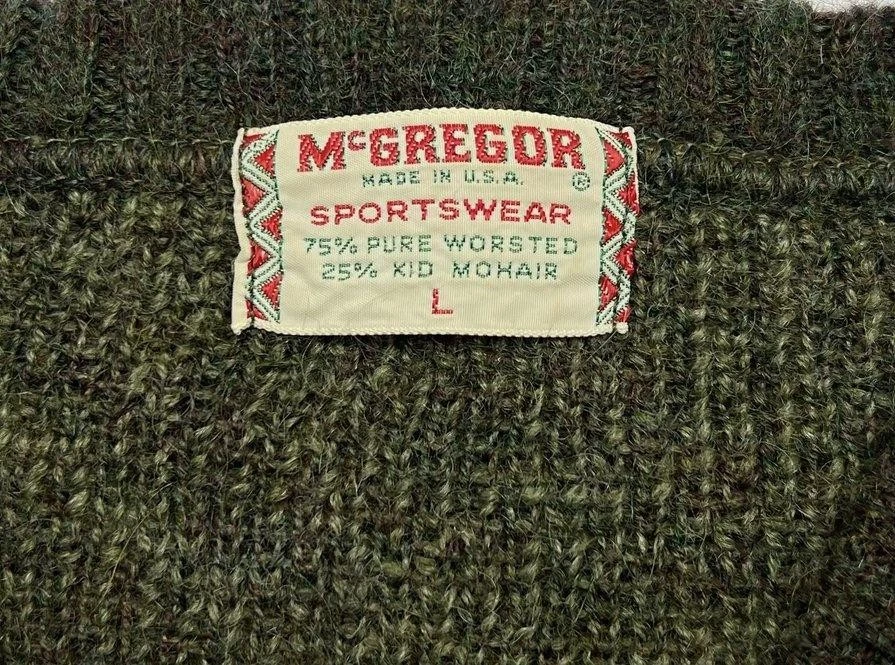 McGREGOR
MADE IN U.S.A. ®
SPORTSWEAR
75% PURE WORSTED
25% KID MOHAIR
L